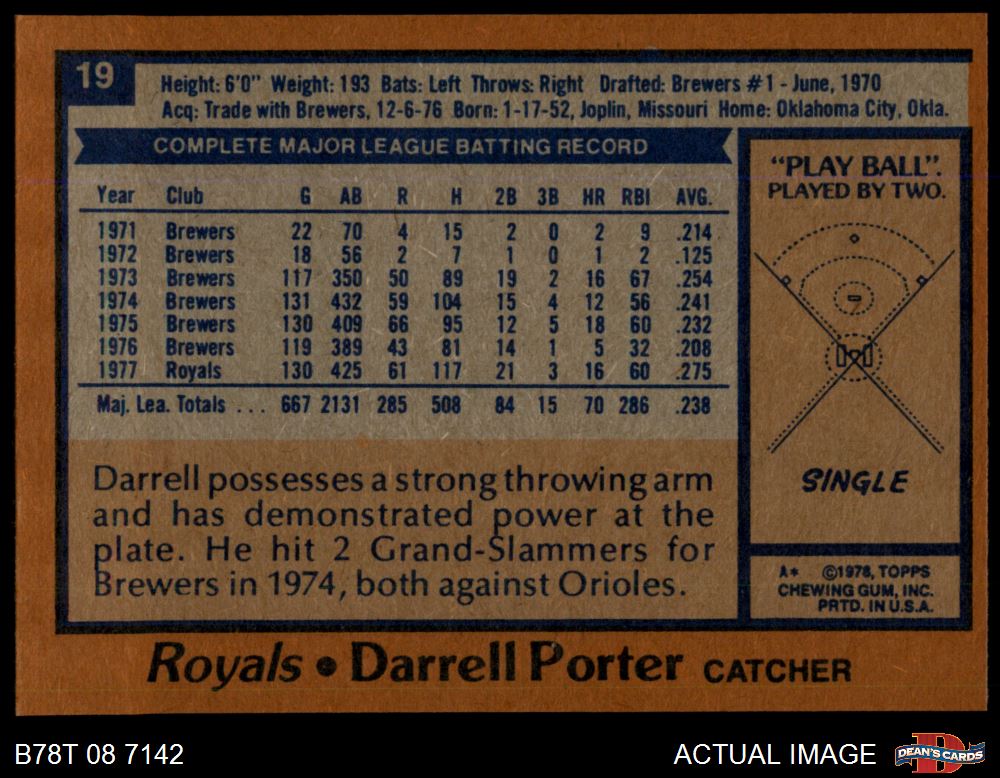 19
Height: 6'0" Weight: 193 Bats: Left Throws: Right Drafted: Brewers #1 - June, 1970
Acq: Trade with Brewers, 12-6-76 Born: 1-17-52, Joplin, Missouri Home: Oklahoma City, Okla.
COMPLETE MAJOR LEAGUE BATTING RECORD
Year Club G AB R H 2B 3B HR RBI AVG.
1971 Brewers 22 70 4 15 2 0 2 9 .214
1972 Brewers 18 56 2 7 1 0 1 2 .125
1973 Brewers 117 350 50 89 19 2 16 67 .254
1974 Brewers 131 432 59 104 15 4 12 56 .241
1975 Brewers 130 409 66 95 12 5 18 60 .232
1976 Brewers 119 389 43 81 14 1 5 32 .208
1977 Royals 130 425 61 117 21 3 16 60 .275
Maj. Lea. Totals ... 667 2131 285 508 84 15 70 286 .238
Darrell possesses a strong throwing arm
and has demonstrated power at the
plate. He hit 2 Grand-Slammers for
Brewers in 1974, both against Orioles.
"PLAY BALL".
PLAYED BY TWO.
SINGLE
A* ©1978, TOPPS
CHEWING GUM, INC.
PRTD. IN U.S.A.
Royals • Darrell Porter CATCHER
B78T 08 7142
ACTUAL IMAGE
D
DEAN'S CARDS